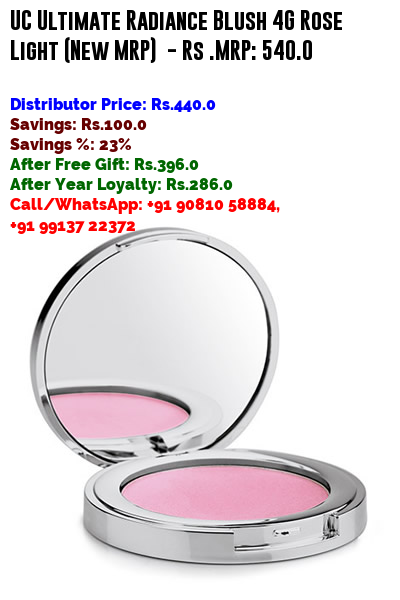 UC Ultimate Radiance Blush 4G Rose
Light (New MRP) - Rs .MRP: 540.0
Distributor Price: Rs.440.0
Savings: Rs.100.0
Savings %: 23%
After Free Gift: Rs.396.0
After Year Loyalty: Rs.286.0
Call/WhatsApp: +91 90810 58884,
+91 99137 22372